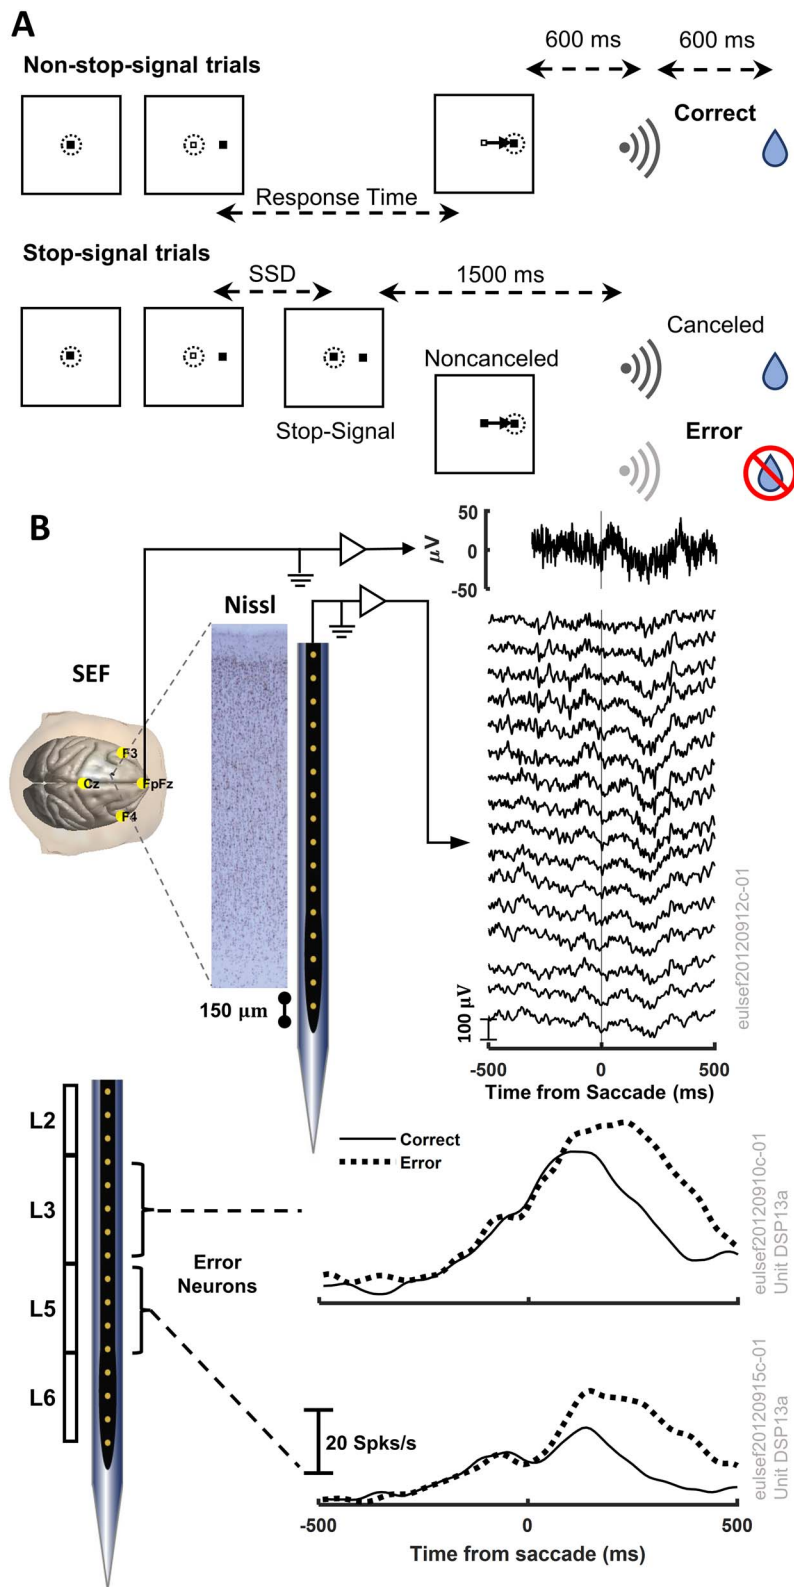 A
Non-stop-signal trials
600 ms
600 ms
Correct
Response Time
Stop-signal trials
SSD
1500 ms
Canceled
Noncanceled
Stop-Signal
Error
B
50
0
-50
μV
Nissl
SEF
F3
Cz
FpFz
F4
150 μm
100 μV
eulsef20120912c-01
-500
0
500
Time from Saccade (ms)
L2
L3
L5
L6
Error
Neurons
Correct
Error
eulsef20120910c-01
Unit DSP13a
20 Spks/s
eulsef20120915c-01
Unit DSP13a
-500
0
500
Time from saccade (ms)